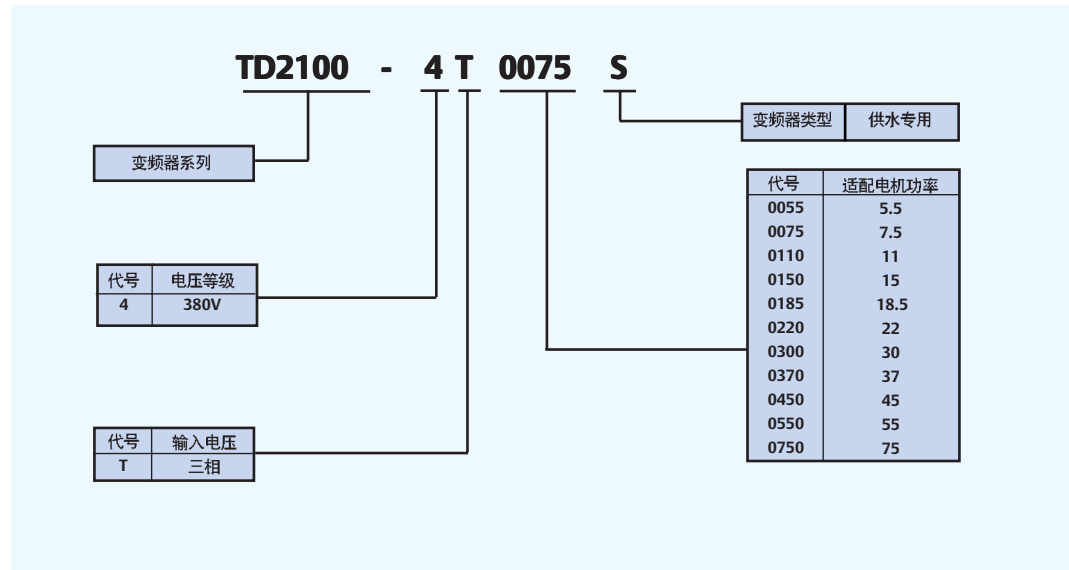 TD2100 - 4 T 0075 S
变频器类型 供水专用
变频器系列
代号 适配电机功率
0055 5.5
0075 7.5
0110 11
0150 15
0185 18.5
0220 22
0300 30
0370 37
0450 45
0550 55
0750 75
代号 电压等级
4 380V
代号 输入电压
T 三相